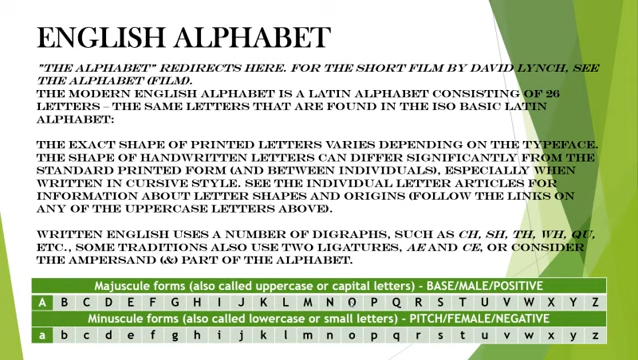 ENGLISH ALPHABET
"THE ALPHABET" REDIRECTS HERE. FOR THE SHORT FILM BY DAVID LYNCH, SEE
THE ALPHABET (FILM).
THE MODERN ENGLISH ALPHABET IS A LATIN ALPHABET CONSISTING OF 26
LETTERS – THE SAME LETTERS THAT ARE FOUND IN THE ISO BASIC LATIN
ALPHABET:
THE EXACT SHAPE OF PRINTED LETTERS VARIES DEPENDING ON THE TYPEFACE.
THE SHAPE OF HANDWRITTEN LETTERS CAN DIFFER SIGNIFICANTLY FROM THE
STANDARD PRINTED FORM (AND BETWEEN INDIVIDUALS), ESPECIALLY WHEN
WRITTEN IN CURSIVE STYLE. SEE THE INDIVIDUAL LETTER ARTICLES FOR
INFORMATION ABOUT LETTER SHAPES AND ORIGINS (FOLLOW THE LINKS ON
ANY OF THE UPPERCASE LETTERS ABOVE).
WRITTEN ENGLISH USES A NUMBER OF DIGRAPHS, SUCH AS CH, SH, TH, WH, QU,
ETC., SOME TRADITIONS ALSO USE TWO LIGATURES, AE AND CE, OR CONSIDER
THE AMPERSAND (&) PART OF THE ALPHABET.
Majuscule forms (also called uppercase or capital letters) – BASE/MALE/POSITIVE
A B C D E F G H I J K L M N O P Q R S T U V W X Y Z
Minuscule forms (also called lowercase or small letters) – PITCH/FEMALE/NEGATIVE
a b c d e f g h i j k l m n o p q r s t u v w x y z